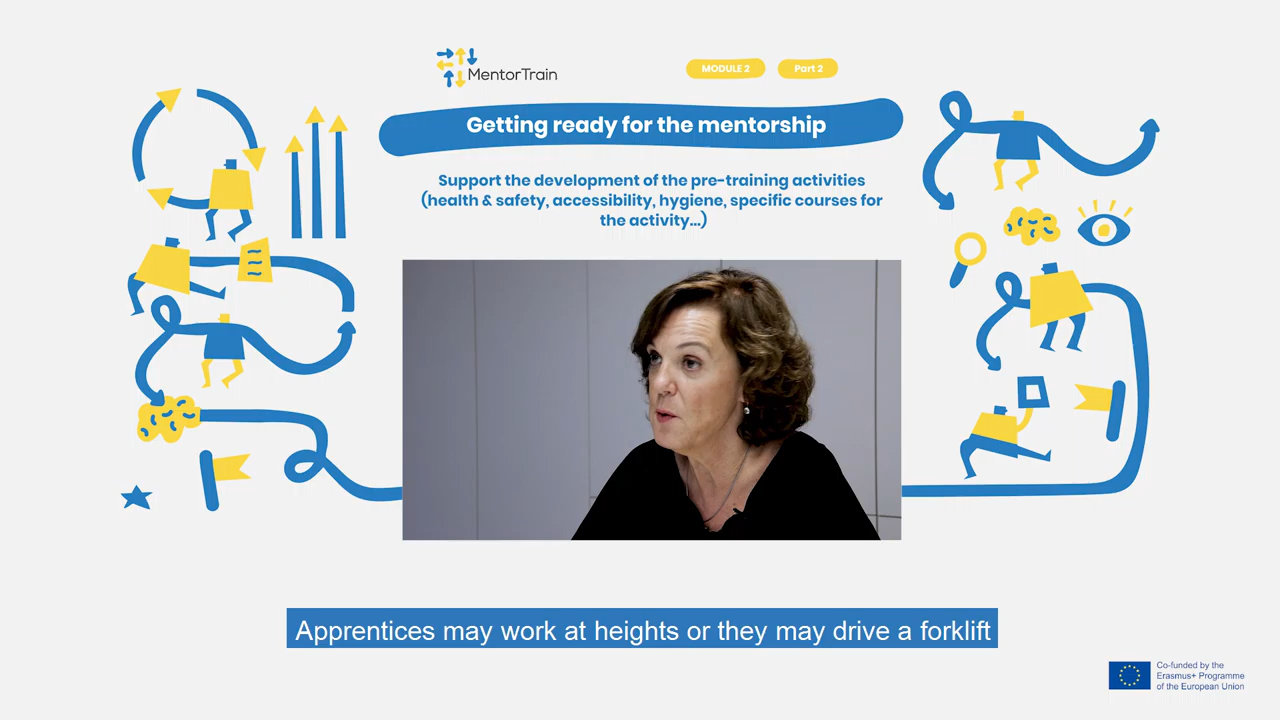 MentorTrain
MODULE 2
Part 2
Getting ready for the mentorship
Support the development of the pre-training activities
(health & safety, accessibility, hygiene, specific courses for
the activity...)
Apprentices may work at heights or they may drive a forklift
Co-funded by the
Erasmus+ Programme
of the European Union